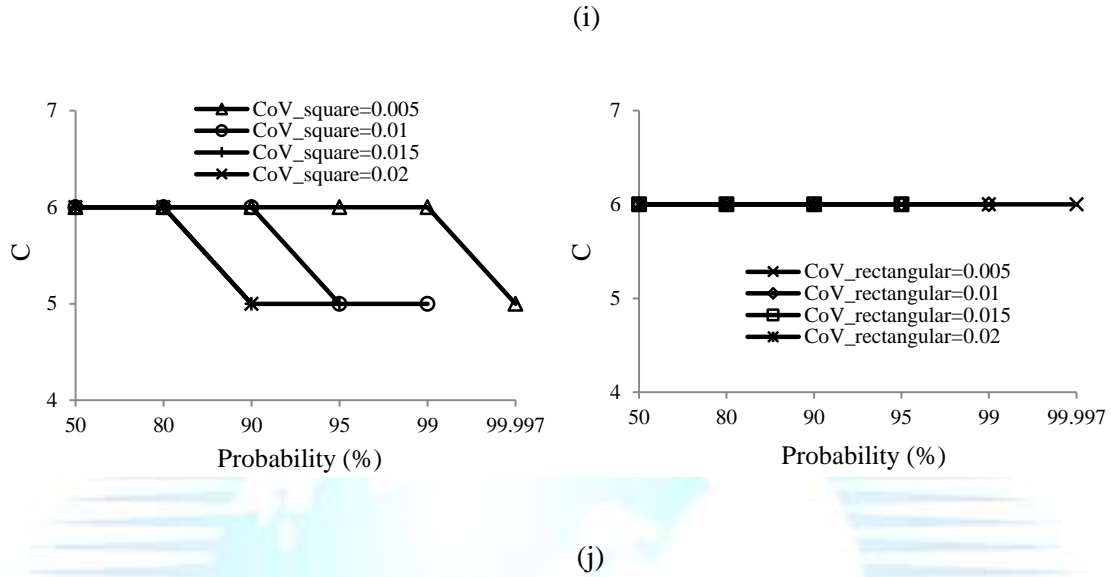 (i)
7
6
5
4
C
CoV_square=0.005
CoV_square=0.01
CoV_square=0.015
CoV_square=0.02
50 80 90 95 99 99.997
Probability (%)
7
6
5
4
C
CoV_rectangular=0.005
CoV_rectangular=0.01
CoV_rectangular=0.015
CoV_rectangular=0.02
50 80 90 95 99 99.997
Probability (%)
(j)